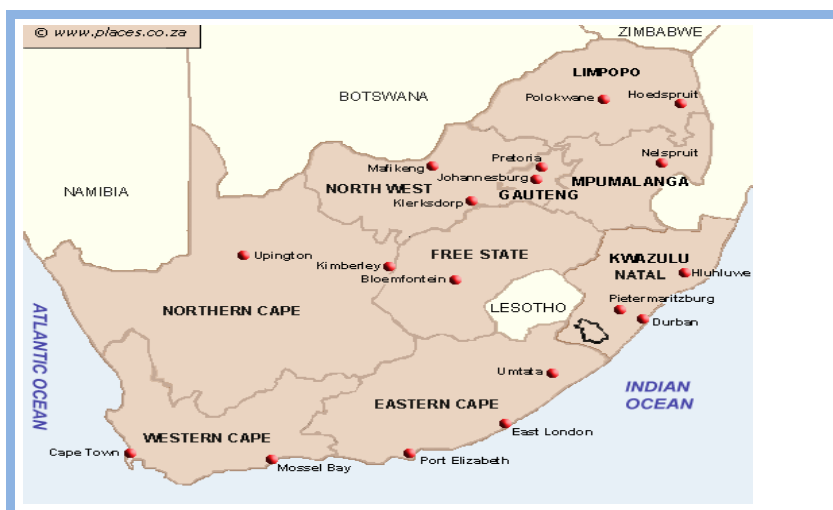 © www.places.co.za
ZIMBABWE
LIMPOPO
BOTSWANA
Polokwane
Hoedspruit
Pretoria
Nelspruit
Mafikeng
Johannesburg
NAMIBIA
NORTH WEST
MPUMALANGA
GAUTENG
Klerksdorp
Upington
FREE STATE
KWAZULU
NATAL
Kimberley
Hluhluwe
Bloemfontein
NORTHERN CAPE
LESOTHO
Pietermaritzburg
Durban
ATLANTIC OCEAN
Umtata
INDIAN
OCEAN
EASTERN CAPE
East London
WESTERN CAPE
Cape Town
Mossel Bay
Port Elizabeth